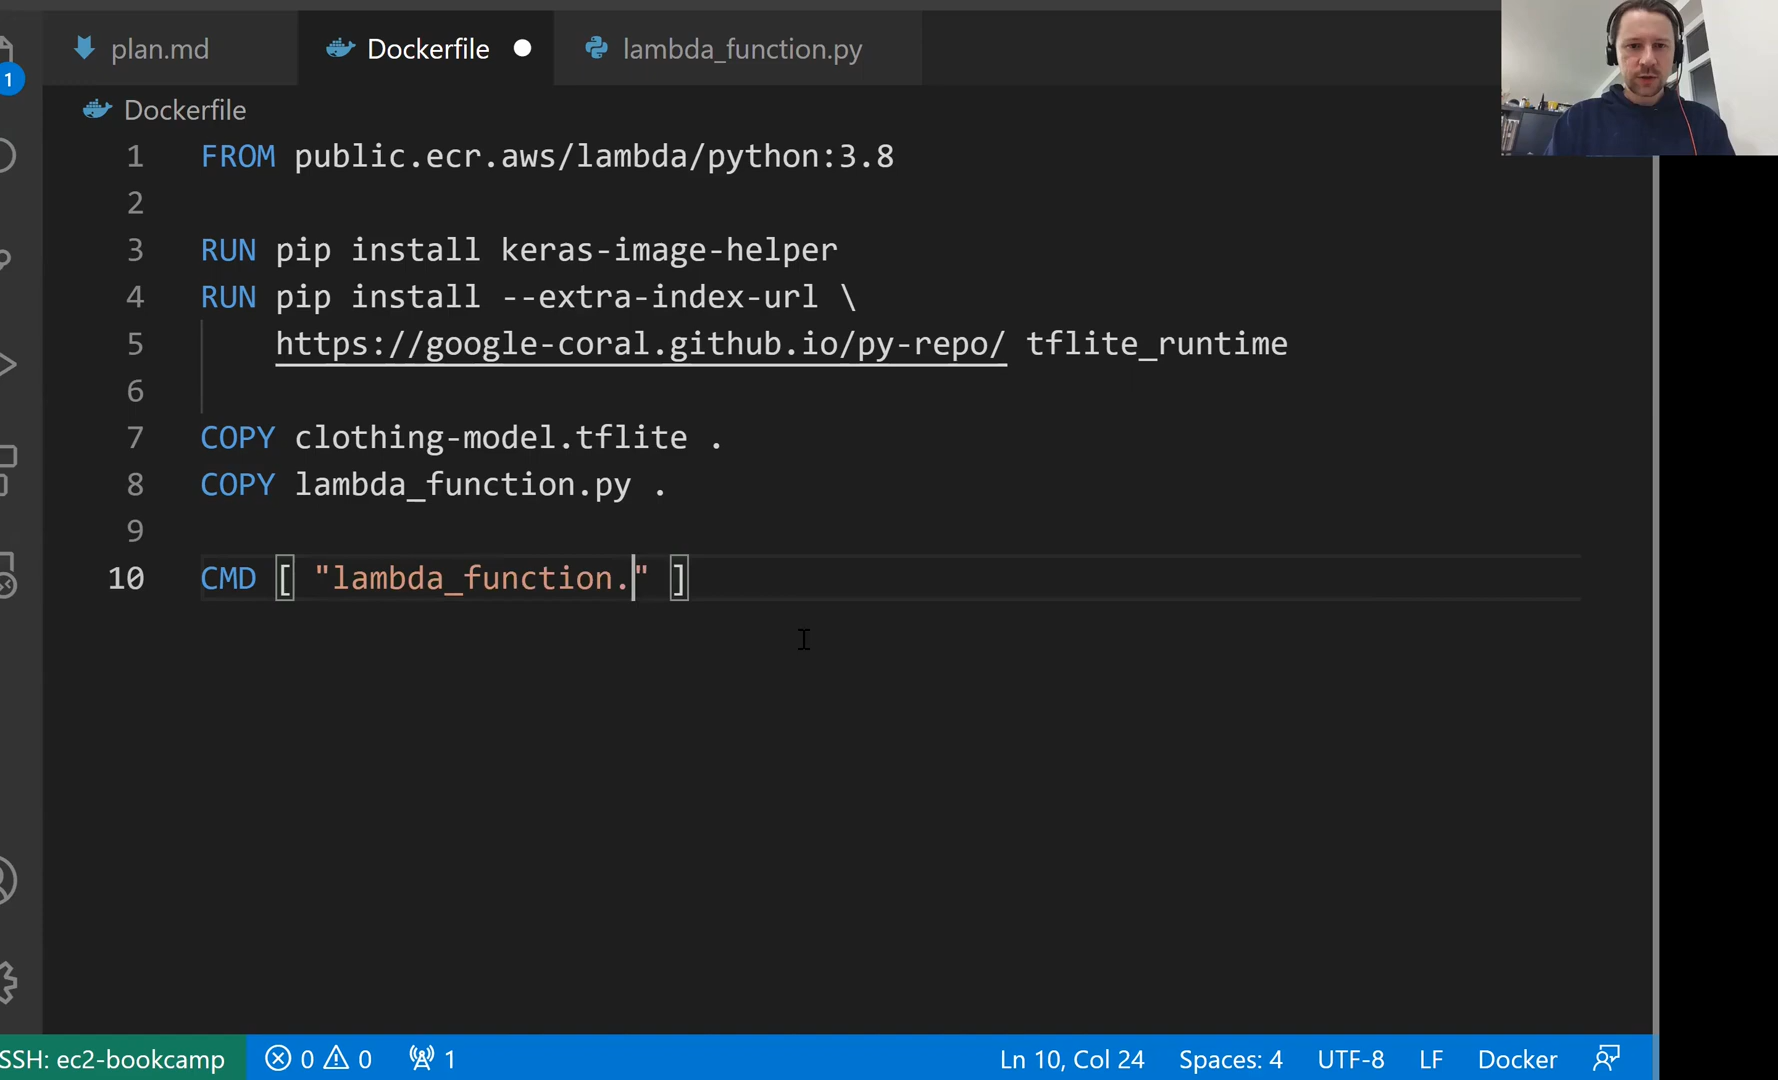 plan.md
Dockerfile
lambda_function.py
1
Dockerfile
1 FROM public.ecr.aws/lambda/python:3.8
2
3 RUN pip install keras-image-helper
4 RUN pip install --extra-index-url \
5 https://google-coral.github.io/py-repo/ tflite_runtime
6
7 COPY clothing-model.tflite .
8 COPY lambda_function.py .
9
10 CMD [ "lambda_function." ]
SSH: ec2-bookcamp 0 0 1 Ln 10, Col 24 Spaces: 4 UTF-8 LF Docker